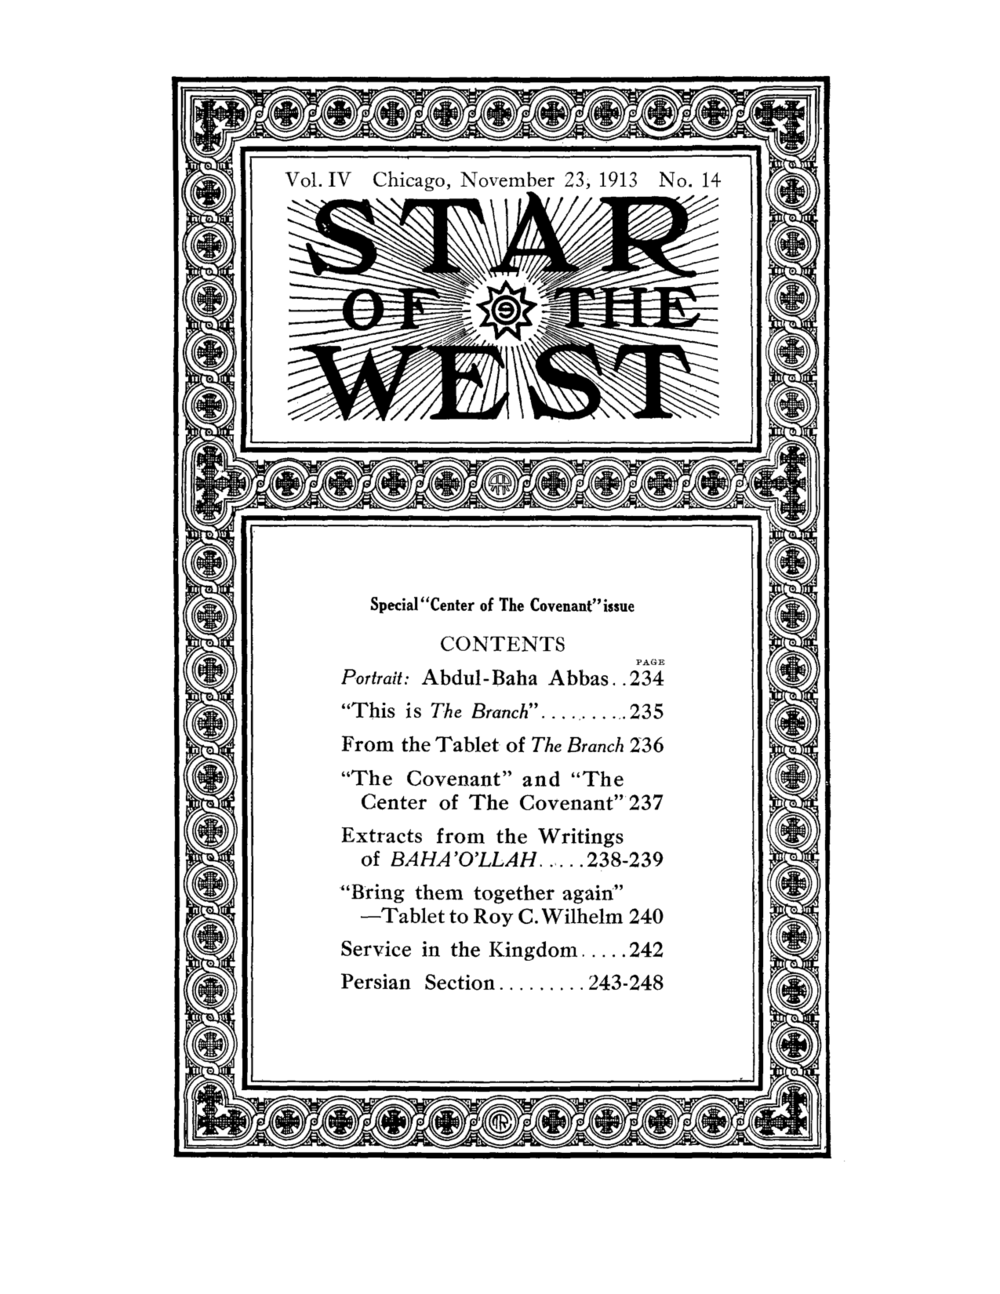 Vol. IV Chicago, November 23, 1913 No. 14
STAR
OF 9 THE
WEST
Special "Center of The Covenant" issue
CONTENTS
PAGE
Portrait: Abdul-Baha Abbas..234
"This is The Branch"..........235
From the Tablet of The Branch 236
"The Covenant" and "The
Center of The Covenant" 237
Extracts from the Writings
of BAHA'O'LLAH.....238-239
"Bring them together again"
—Tablet to Roy C. Wilhelm 240
Service in the Kingdom.....242
Persian Section.........243-248